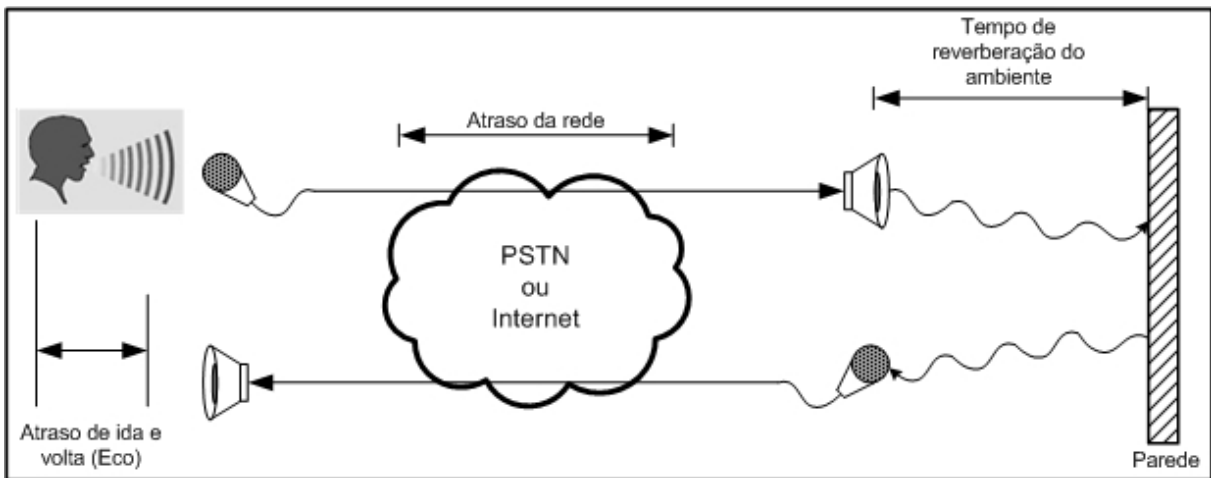 Tempo de
reverberação do
ambiente
Atraso da rede
PSTN
ou
Internet
Atraso de ida e
volta (Eco)
Parede